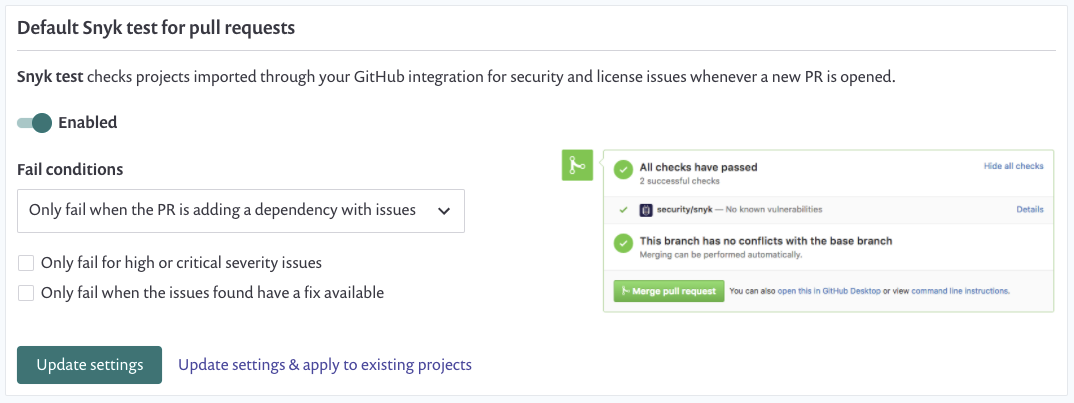 Default Snyk test for pull requests
Snyk test checks projects imported through your GitHub integration for security and license issues whenever a new PR is opened.
Enabled
Fail conditions
Only fail when the PR is adding a dependency with issues
Only fail for high or critical severity issues
Only fail when the issues found have a fix available
All checks have passed
Hide all checks
2 successful checks
security/snyk — No known vulnerabilities
Details
This branch has no conflicts with the base branch
Merging can be performed automatically.
Merge pull request
You can also open this in GitHub Desktop or view command line instructions.
Update settings
Update settings & apply to existing projects